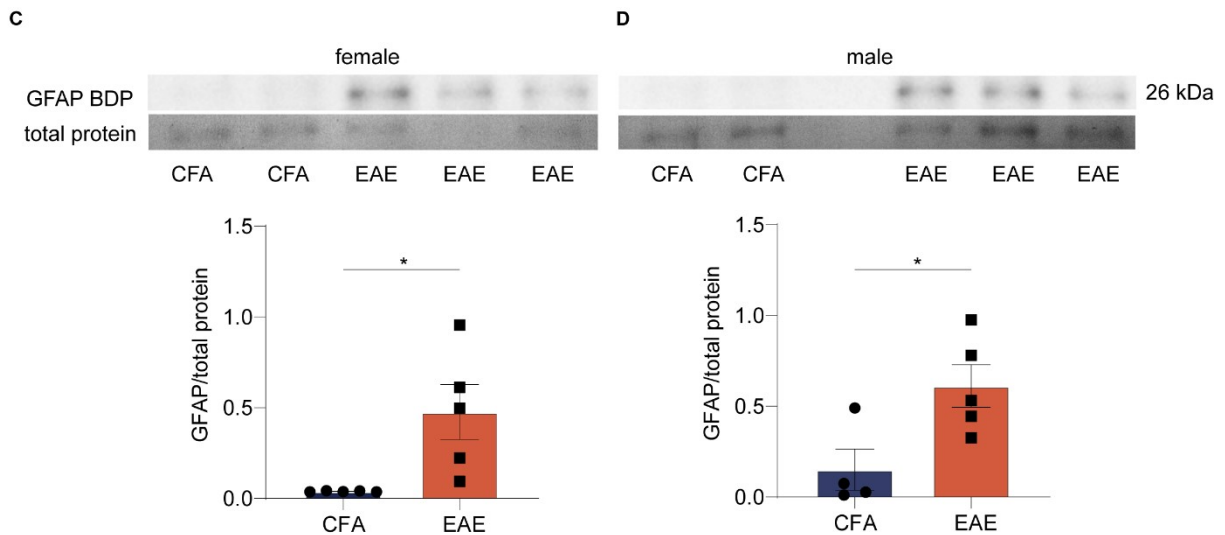 C
D
female
male
GFAP BDP
26 kDa
total protein
CFA CFA EAE EAE EAE
CFA CFA EAE EAE EAE
GFAP/total protein
1.5
1.0
0.5
0.0
*
CFA EAE
GFAP/total protein
1.5
1.0
0.5
0.0
*
CFA EAE